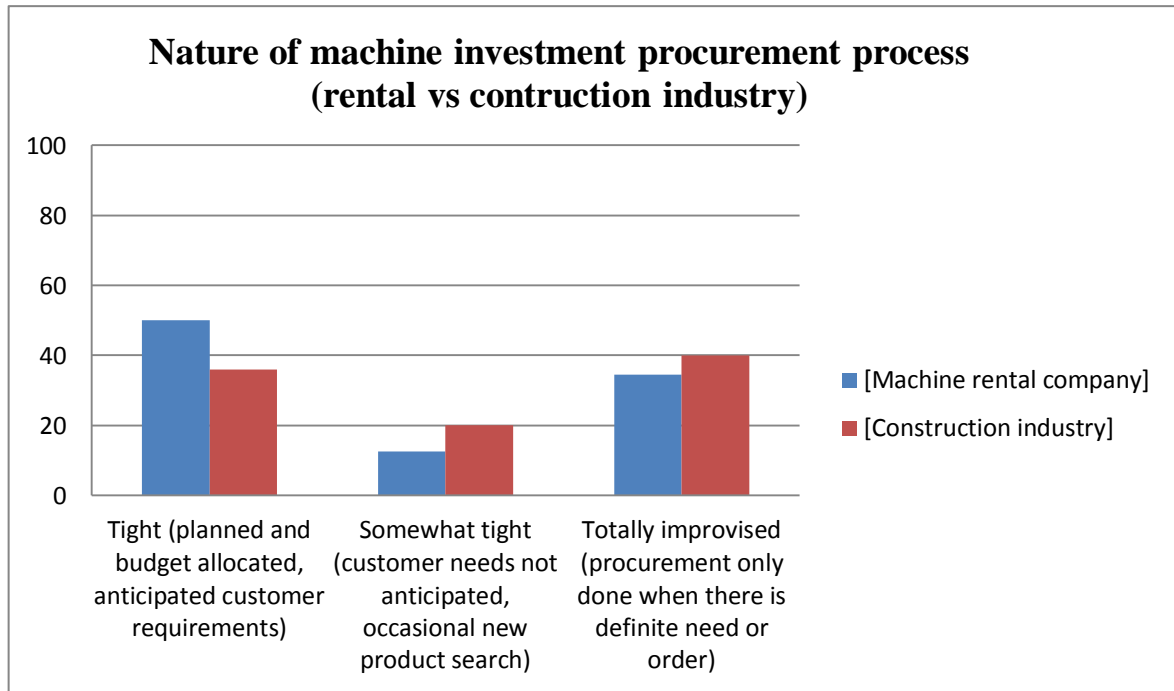 Nature of machine investment procurement process
(rental vs contruction industry)
100
80
60
40
20
0
Tight (planned and
budget allocated,
anticipated customer
requirements)
Somewhat tight
(customer needs not
anticipated,
occasional new
product search)
Totally improvised
(procurement only
done when there is
definite need or
order)
[Machine rental company]
[Construction industry]